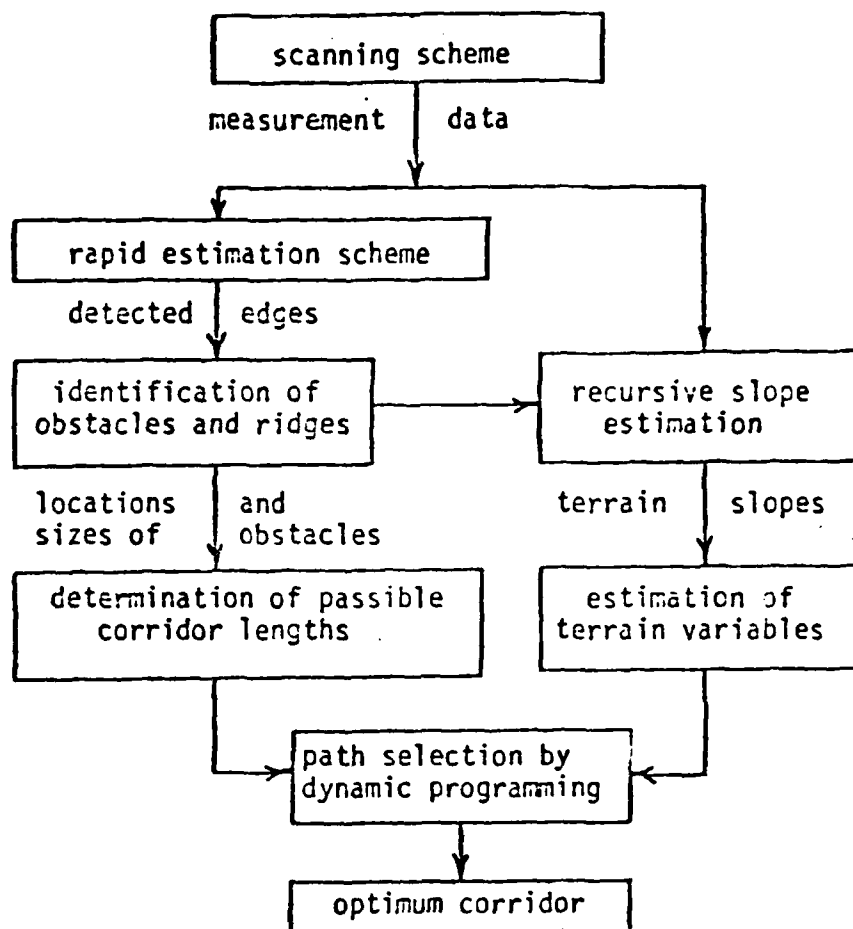 scanning scheme
measurement data
rapid estimation scheme
detected edges
identification of
obstacles and ridges
recursive slope
estimation
locations and
sizes of obstacles
terrain slopes
determination of passible
corridor lengths
estimation of
terrain variables
path selection by
dynamic programming
optimum corridor